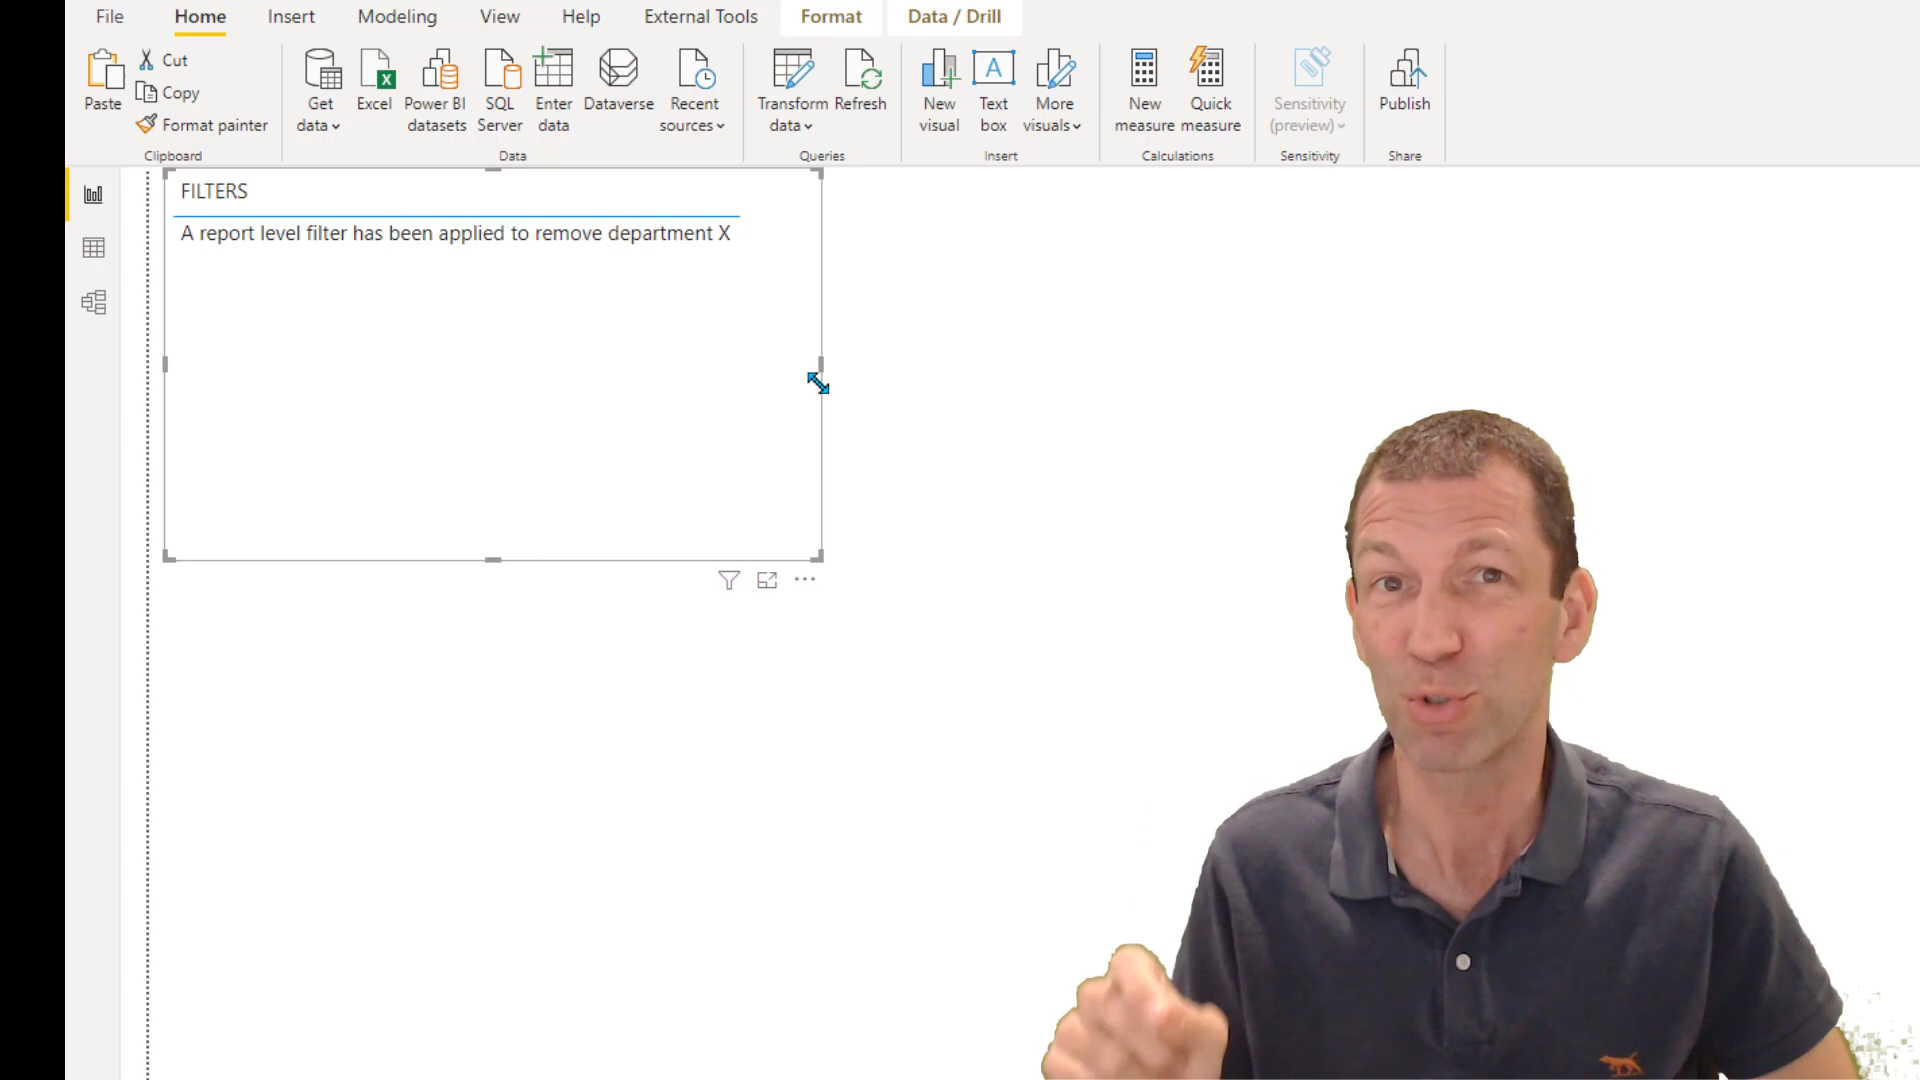 File Home Insert Modeling View Help External Tools Format Data / Drill
Paste
Cut
Copy
Format painter
Clipboard
Get data
Excel
Power BI datasets
SQL Server
Enter data
Dataverse
Recent sources
Data
Transform data
Refresh
Queries
New visual
A
Text box
More visuals
Insert
New measure
Quick measure
Calculations
Sensitivity (preview)
Sensitivity
Publish
Share
FILTERS
A report level filter has been applied to remove department X